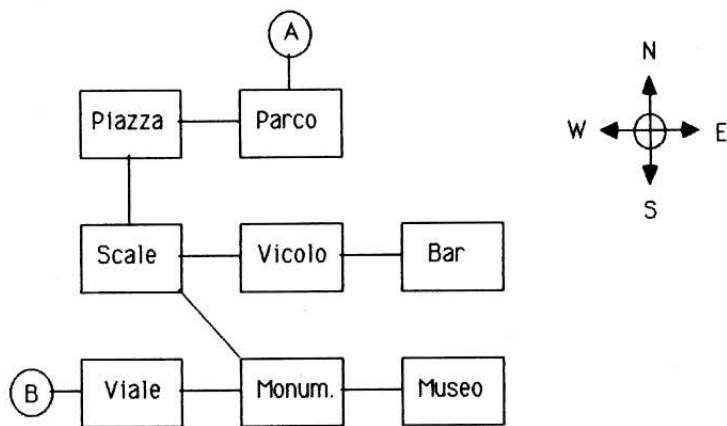 A
N
Piazza
Parco
W
E
S
Scale
Vicolo
Bar
B
Viale
Monum.
Museo